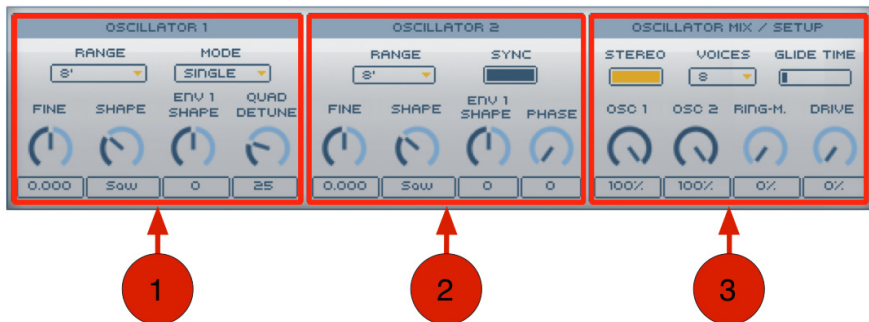 OSCILLATOR 1
RANGE MODE
8' SINGLE
FINE SHAPE ENV 1 SHAPE QUAD DETUNE
0.000 Saw 0 25
OSCILLATOR 2
RANGE SYNC
8'
FINE SHAPE ENV 1 SHAPE PHASE
0.000 Saw 0 0
OSCILLATOR MIX / SETUP
STEREO VOICES GLIDE TIME
8
OSC 1 OSC 2 RING-M. DRIVE
100% 100% 0% 0%
1
2
3